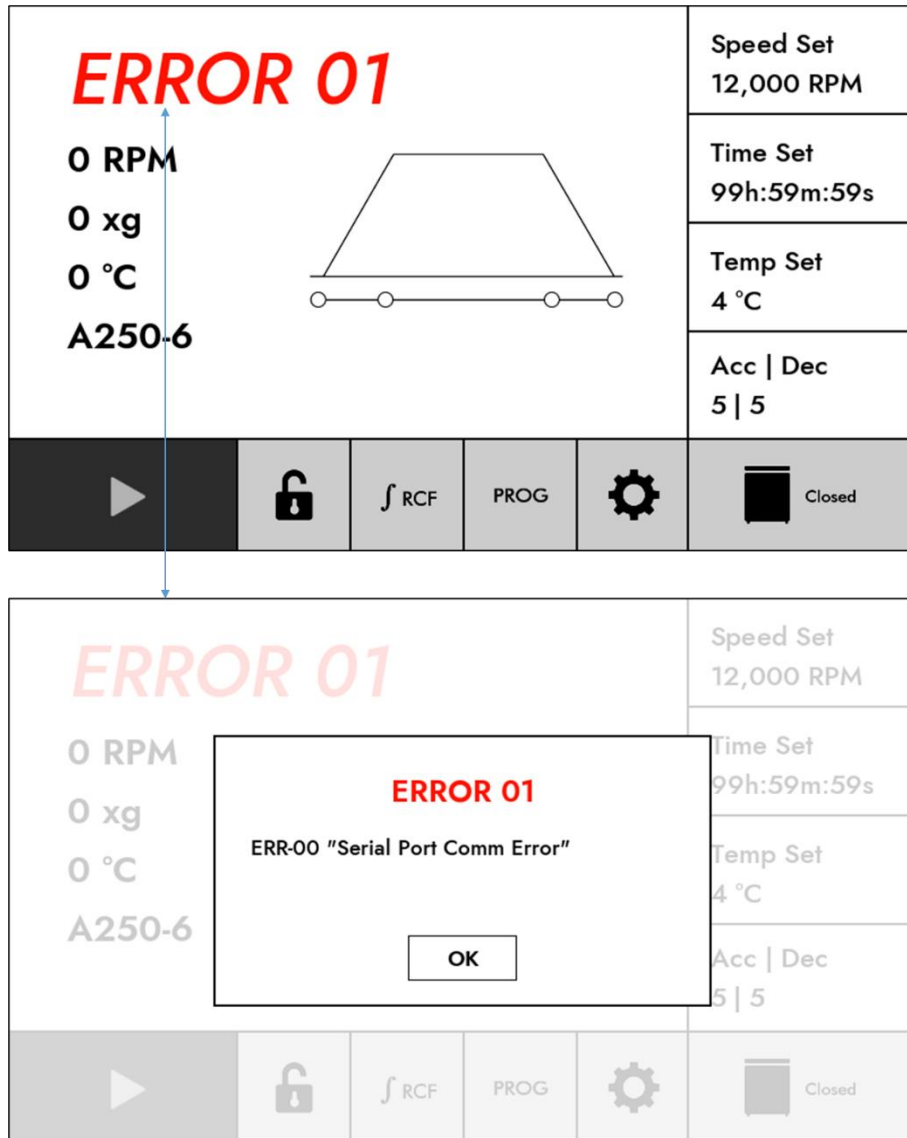 ERROR 01
0 RPM
0 xg
0 °C
A250-6
Speed Set
12,000 RPM
Time Set
99h:59m:59s
Temp Set
4 °C
Acc | Dec
5 | 5
∫ RCF
PROG
Closed
ERROR 01
0 RPM
0 xg
0 °C
A250-6
Speed Set
12,000 RPM
Time Set
99h:59m:59s
Temp Set
4 °C
Acc | Dec
5 | 5
ERROR 01
ERR-00 "Serial Port Comm Error"
OK
∫ RCF
PROG
Closed